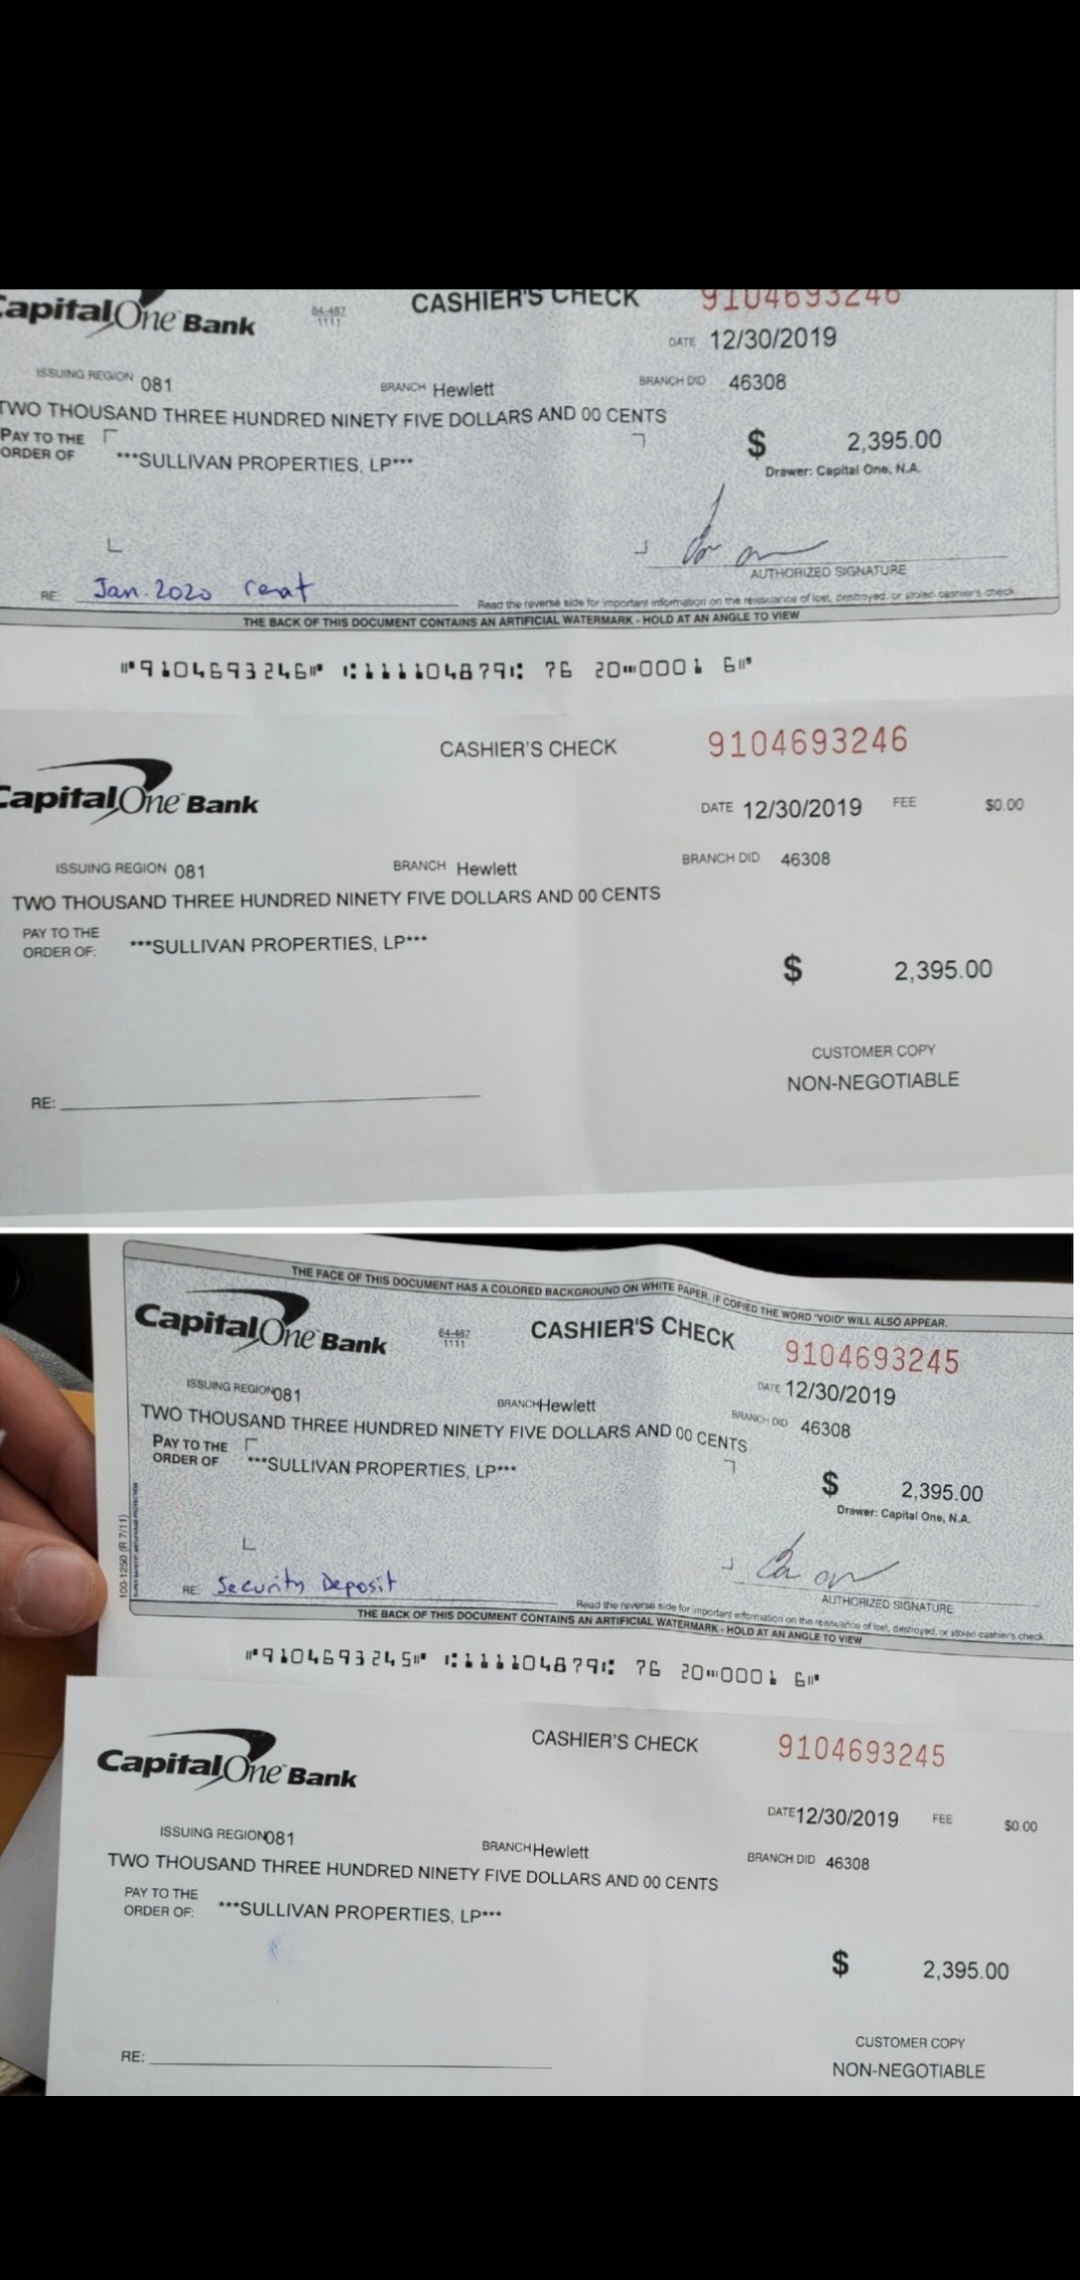 CapitalOne Bank 84-487 CASHIER'S CHECK 9104693246
1111
DATE 12/30/2019
ISSUING REGION 081 BRANCH Hewlett BRANCH DID 46308
TWO THOUSAND THREE HUNDRED NINETY FIVE DOLLARS AND 00 CENTS
PAY TO THE $ 2,395.00
ORDER OF ***SULLIVAN PROPERTIES, LP***
Drawer: Capital One, N.A.
AUTHORIZED SIGNATURE
RE: Jan. 2020 rent
Read the reverse side for important information on the reissuance of lost, destroyed, or stolen cashier's check.
THE BACK OF THIS DOCUMENT CONTAINS AN ARTIFICIAL WATERMARK - HOLD AT AN ANGLE TO VIEW
⑈9104693246⑈ ⑆111104879⑆ 76 20⑉0001 6⑈
CASHIER'S CHECK 9104693246
CapitalOne Bank
DATE 12/30/2019 FEE $0.00
ISSUING REGION 081 BRANCH Hewlett BRANCH DID 46308
TWO THOUSAND THREE HUNDRED NINETY FIVE DOLLARS AND 00 CENTS
PAY TO THE
ORDER OF: ***SULLIVAN PROPERTIES, LP***
$ 2,395.00
CUSTOMER COPY
NON-NEGOTIABLE
RE:
THE FACE OF THIS DOCUMENT HAS A COLORED BACKGROUND ON WHITE PAPER. IF COPIED THE WORD "VOID" WILL ALSO APPEAR.
CapitalOne Bank 84-487 CASHIER'S CHECK 9104693245
1111
DATE 12/30/2019
ISSUING REGION 081 BRANCH Hewlett BRANCH DID 46308
TWO THOUSAND THREE HUNDRED NINETY FIVE DOLLARS AND 00 CENTS
PAY TO THE
ORDER OF ***SULLIVAN PROPERTIES, LP***
$ 2,395.00
Drawer: Capital One, N.A.
100-1250 (R 7/11)
AUTHORIZED SIGNATURE
RE: Security Deposit
Read the reverse side for important information on the reissuance of lost, destroyed, or stolen cashier's check.
THE BACK OF THIS DOCUMENT CONTAINS AN ARTIFICIAL WATERMARK - HOLD AT AN ANGLE TO VIEW
⑈9104693245⑈ ⑆111104879⑆ 76 20⑉0001 6⑈
CASHIER'S CHECK 9104693245
CapitalOne Bank
DATE 12/30/2019 FEE $0.00
ISSUING REGION 081 BRANCH Hewlett BRANCH DID 46308
TWO THOUSAND THREE HUNDRED NINETY FIVE DOLLARS AND 00 CENTS
PAY TO THE
ORDER OF: ***SULLIVAN PROPERTIES, LP***
$ 2,395.00
CUSTOMER COPY
NON-NEGOTIABLE
RE: